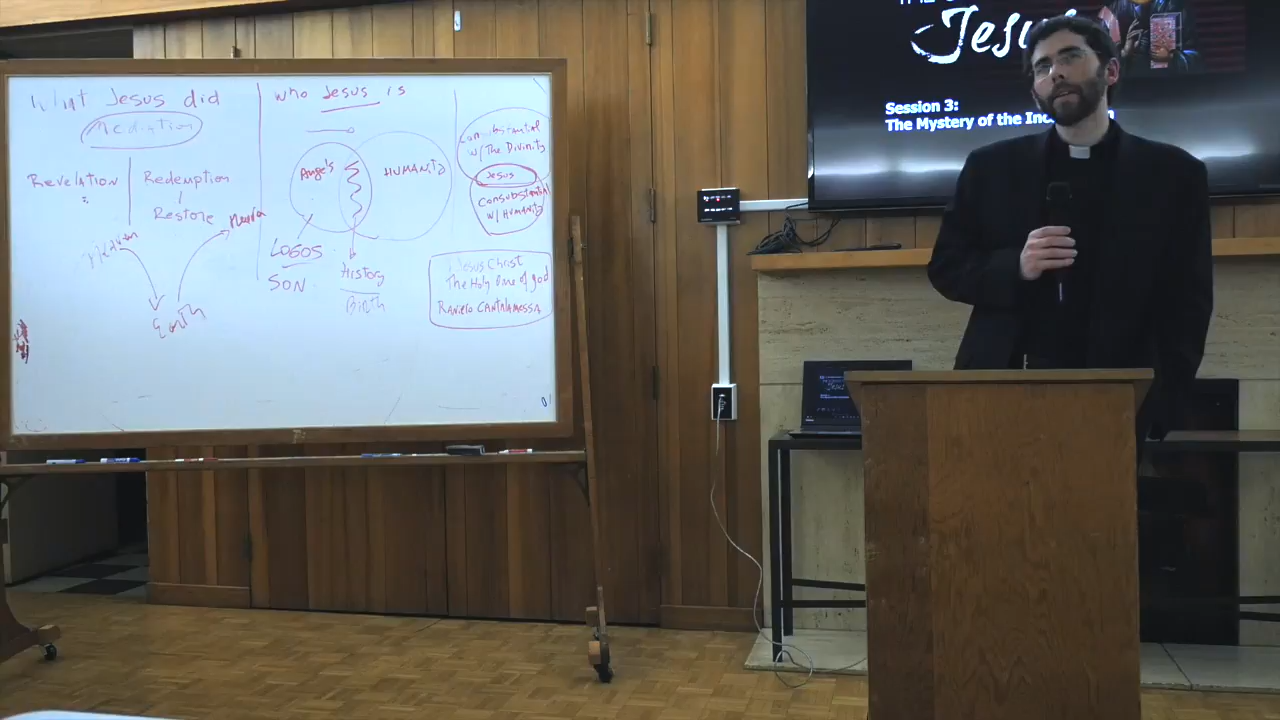 What Jesus did
Mediation
Revelation
Redemption
Restore
Heaven
Earth
who Jesus is
Angels
HUMANITY
LOGOS
SON
HISTORY
Birth
Consubstantial
w/ The Divinity
Jesus
consubstantial
w/ HUMANITY
Jesus Christ
The Holy One of god
RANIERO CANTALAMESSA
Jesus
Session 3:
The Mystery of the